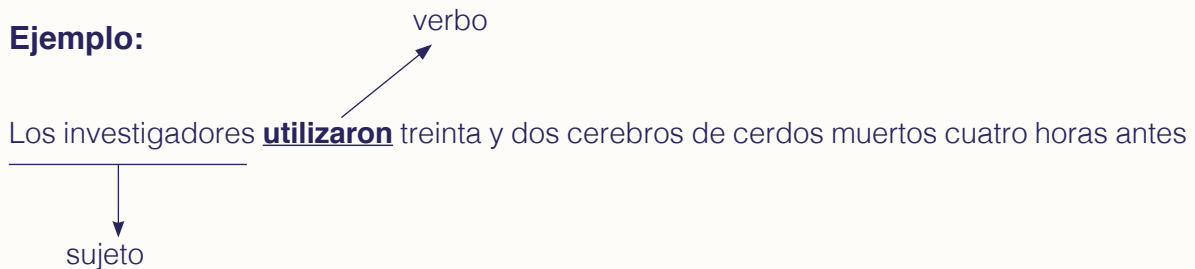 verbo
Ejemplo:
Los investigadores utilizaron treinta y dos cerebros de cerdos muertos cuatro horas antes
sujeto